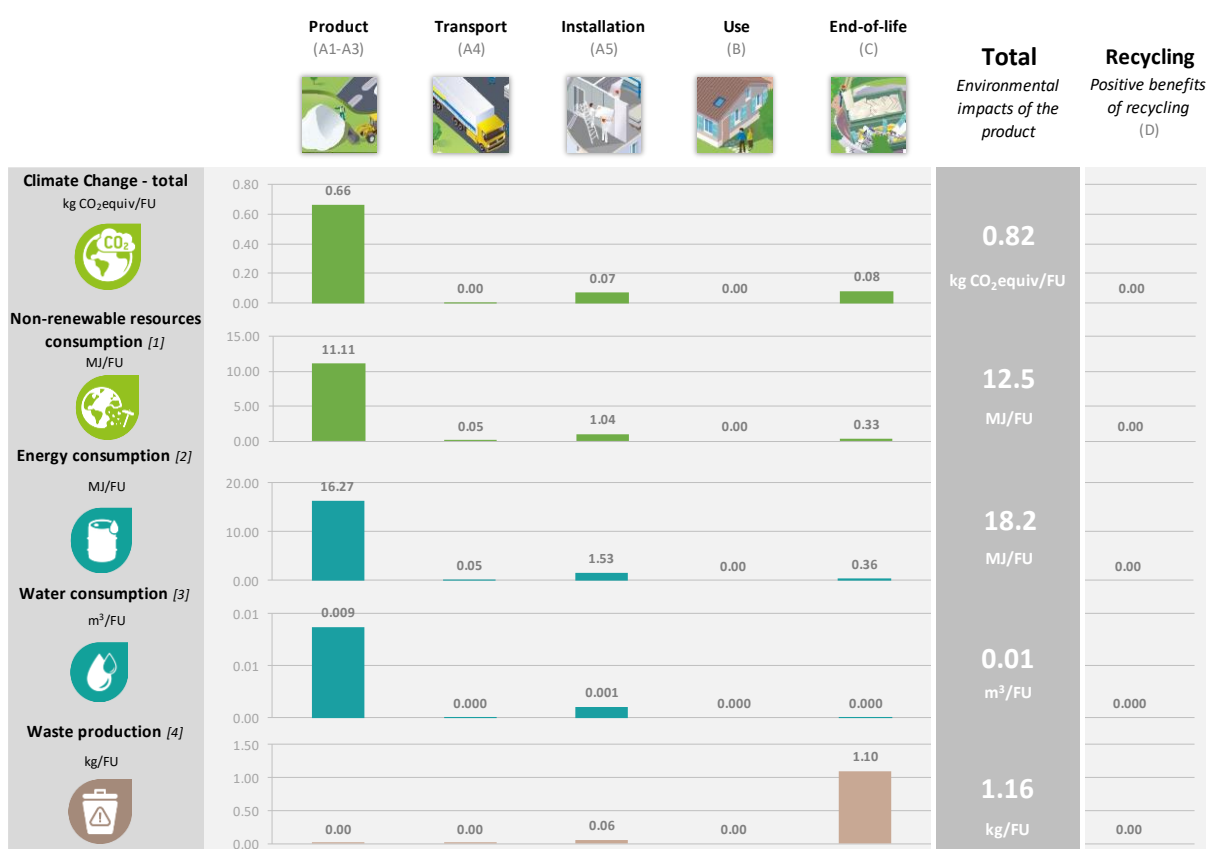 Product
(A1-A3)
Transport
(A4)
Installation
(A5)
Use
(B)
End-of-life
(C)
Total
Environmental
impacts of the
product
Recycling
Positive benefits
of recycling
(D)
Climate Change - total
kg CO₂equiv/FU
CO₂
0.80
0.60
0.40
0.20
0.00
0.66
0.00
0.07
0.00
0.08
0.82
kg CO₂equiv/FU
0.00
Non-renewable resources
consumption [1]
MJ/FU
15.00
10.00
5.00
0.00
11.11
0.05
1.04
0.00
0.33
12.5
MJ/FU
0.00
Energy consumption [2]
MJ/FU
20.00
10.00
0.00
16.27
0.05
1.53
0.00
0.36
18.2
MJ/FU
0.00
Water consumption [3]
m³/FU
0.01
0.01
0.00
0.009
0.000
0.001
0.000
0.000
0.01
m³/FU
0.000
Waste production [4]
kg/FU
1.50
1.00
0.50
0.00
0.00
0.00
0.06
0.00
1.10
1.16
kg/FU
0.00